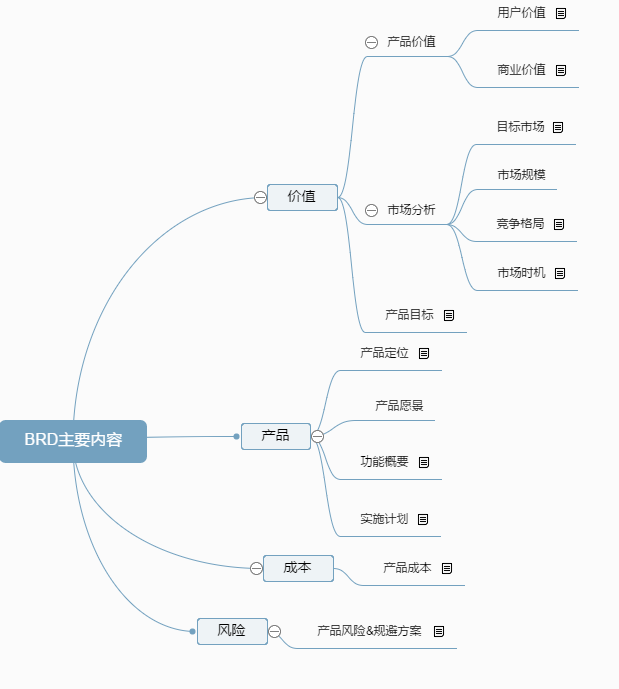 用户价值
产品价值
商业价值
目标市场
市场规模
价值
市场分析
竞争格局
市场时机
产品目标
产品定位
产品愿景
BRD主要内容
产品
功能概要
实施计划
成本
产品成本
风险
产品风险&规避方案